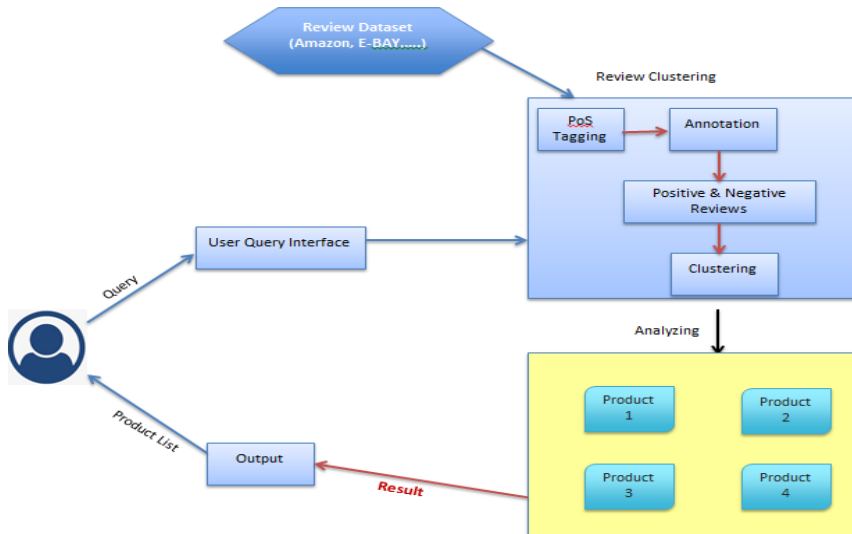 Review Dataset
(Amazon, E-BAY.....)
Review Clustering
PoS
Tagging
Annotation
Positive & Negative
Reviews
User Query Interface
Clustering
Query
Analyzing
Product
1
Product
2
Product List
Output
Result
Product
3
Product
4